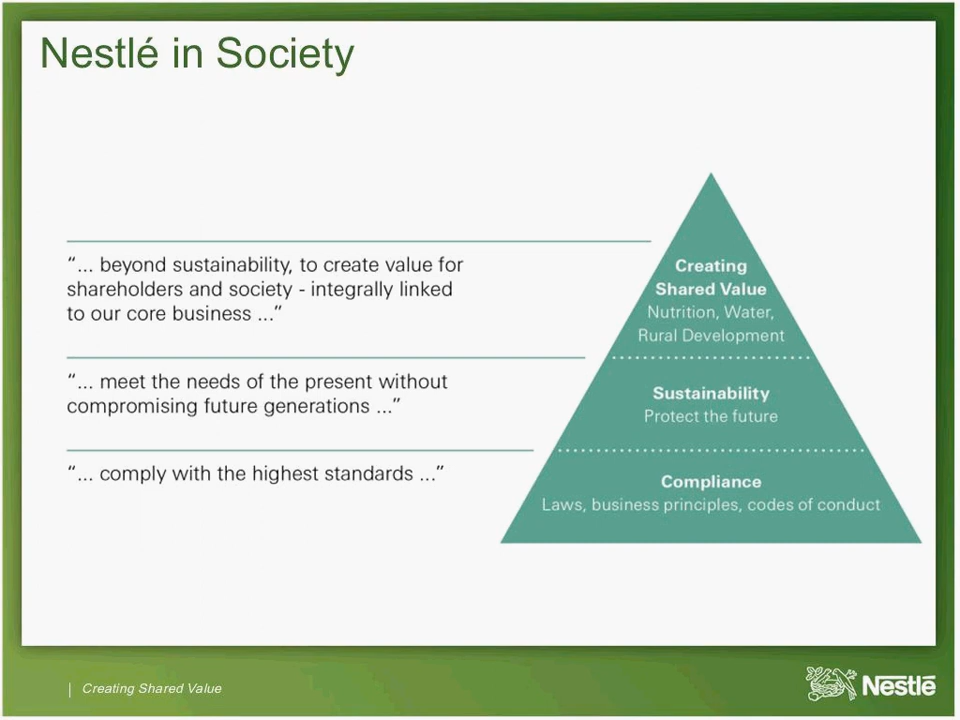 Nestlé in Society
“... beyond sustainability, to create value for
shareholders and society - integrally linked
to our core business ...”
Creating
Shared Value
Nutrition, Water,
Rural Development
“... meet the needs of the present without
compromising future generations ...”
Sustainability
Protect the future
“... comply with the highest standards ...”
Compliance
Laws, business principles, codes of conduct
| Creating Shared Value
Nestlé